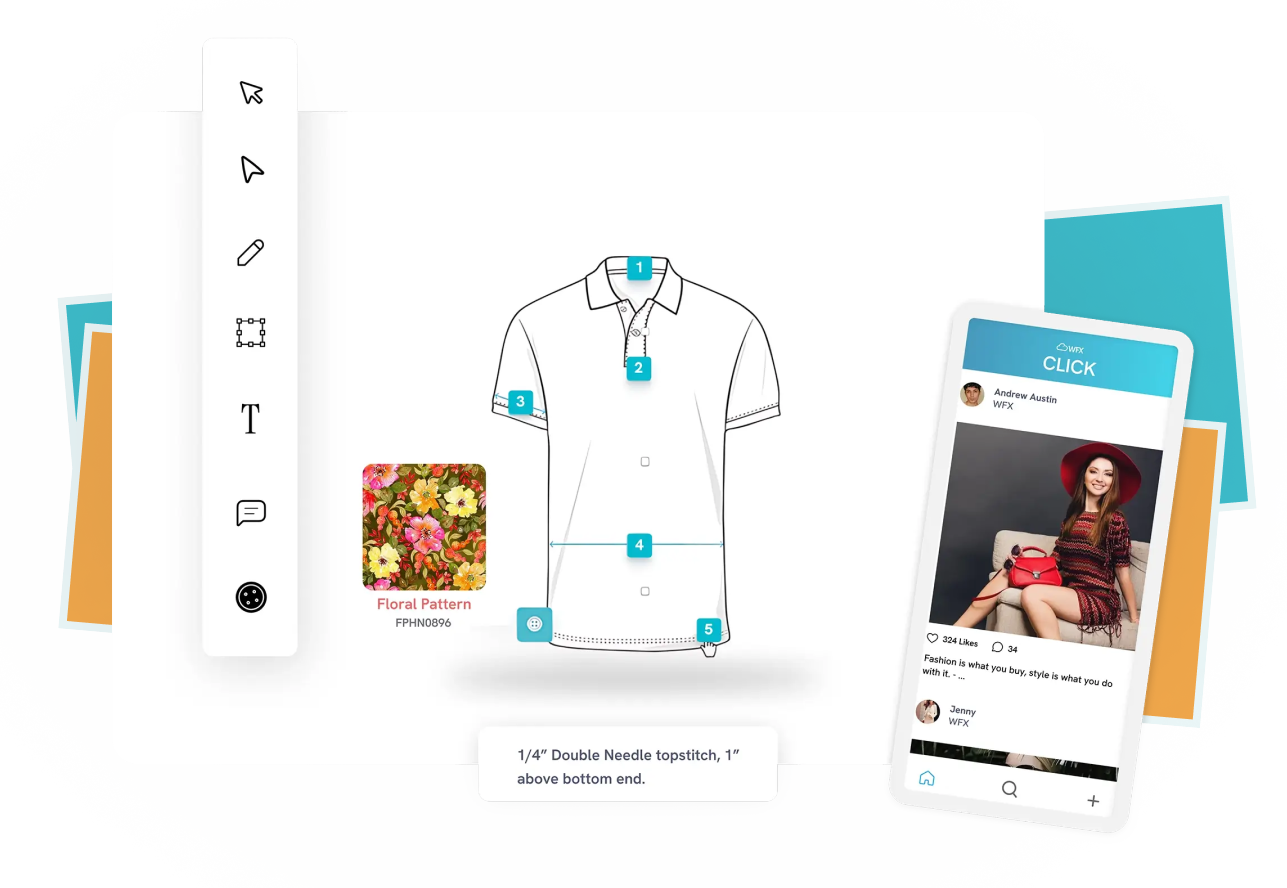 T
1
2
3
4
5
Floral Pattern
FPHN0896
1/4” Double Needle topstitch, 1”
above bottom end.
WFX
CLICK
Andrew Austin
WFX
324 Likes
34
Fashion is what you buy, style is what you do
with it. - ...
Jenny
WFX